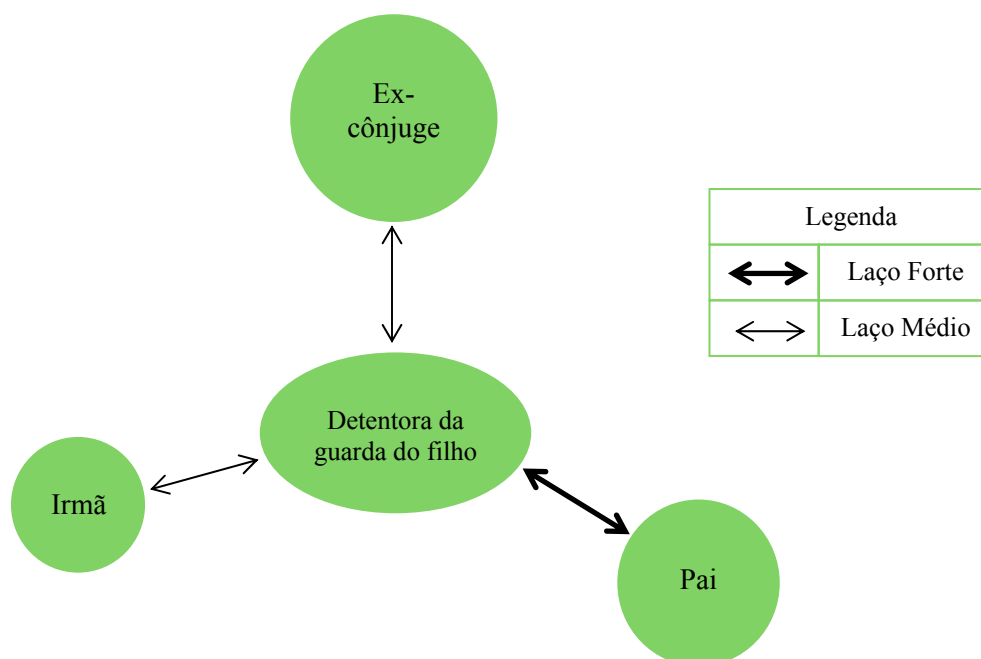 Ex-
cônjuge
Legenda
Laço Forte
Laço Médio
Detentora da
guarda do filho
Irmã
Pai